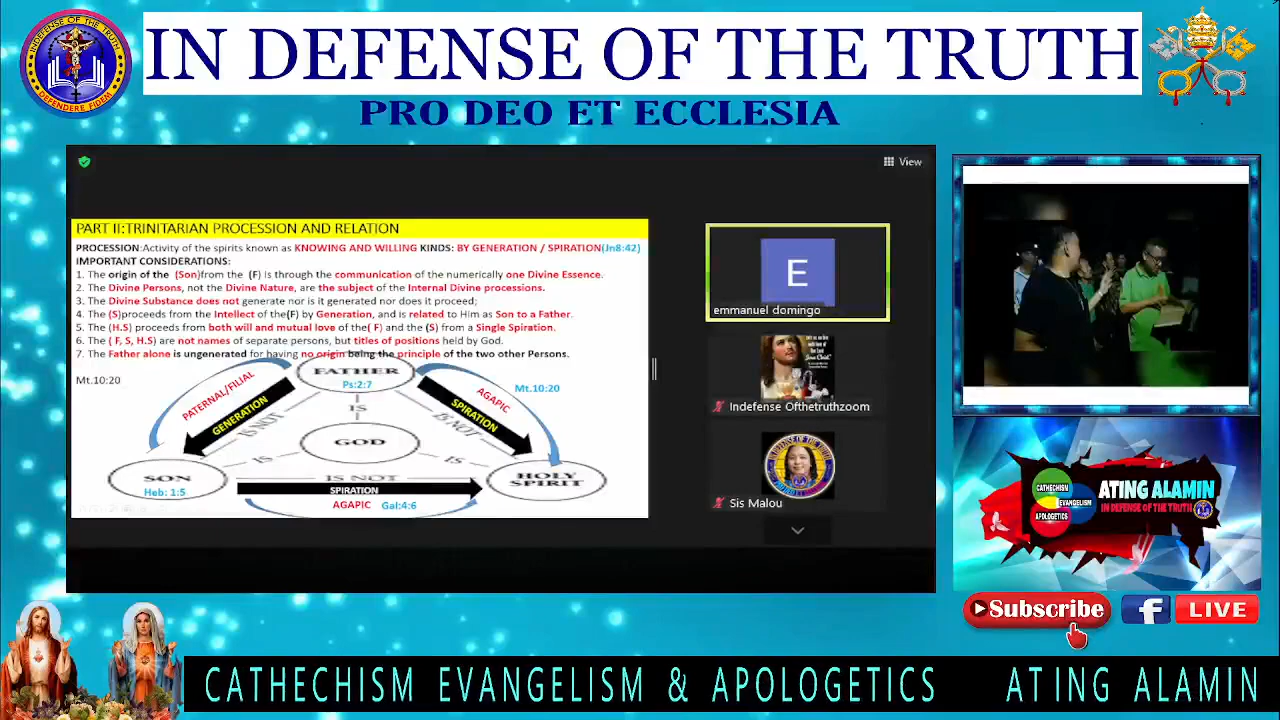 INDEFENSE OF THE TRUTH
DEFENDERE FIDEM
IN DEFENSE OF THE TRUTH
PRO DEO ET ECCLESIA
View
PART II:TRINITARIAN PROCESSION AND RELATION
PROCESSION:Activity of the spirits known as KNOWING AND WILLING KINDS: BY GENERATION / SPIRATION(Jn8:42)
IMPORTANT CONSIDERATIONS:
1. The origin of the (Son)from the (F) Is through the communication of the numerically one Divine Essence.
2. The Divine Persons, not the Divine Nature, are the subject of the Internal Divine processions.
3. The Divine Substance does not generate nor is it generated nor does it proceed;
4. The (S)proceeds from the Intellect of the(F) by Generation, and is related to Him as Son to a Father.
5. The (H.S) proceeds from both will and mutual love of the( F) and the (S) from a Single Spiration.
6. The ( F, S, H.S) are not names of separate persons, but titles of positions held by God.
7. The Father alone is ungenerated for having no origin being the principle of the two other Persons.
Mt.10:20
FATHER
Ps:2:7
Mt.10:20
PATERNAL/FILIAL
GENERATION
IS NOT
IS
AGAPIC
SPIRATION
IS NOT
GOD
IS
IS
SON
Heb: 1:5
IS NOT
SPIRATION
AGAPIC Gal:4:6
HOLY
SPIRIT
E
emmanuel domingo
Indefense Ofthetruthzoom
Sis Malou
CATHECHISM
EVANGELISM
APOLOGETICS
ATING ALAMIN
IN DEFENSE OF THE TRUTH
Subscribe
f
LIVE
CATHECHISM EVANGELISM & APOLOGETICS ATING ALAMIN